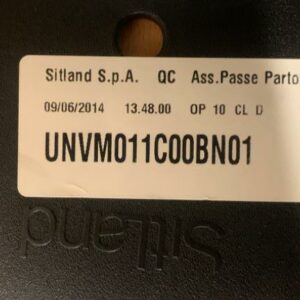 Sitland S.p.A. QC Ass.Passe Parto
09/06/2014 13.48.00 OP 10 CL D
UNVM011C00BN01
Sitland